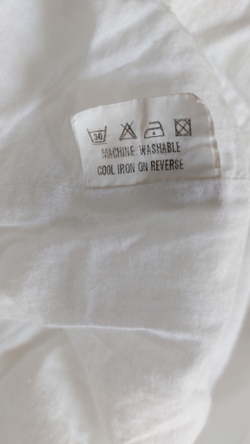 30
MACHINE WASHABLE
COOL IRON ON REVERSE